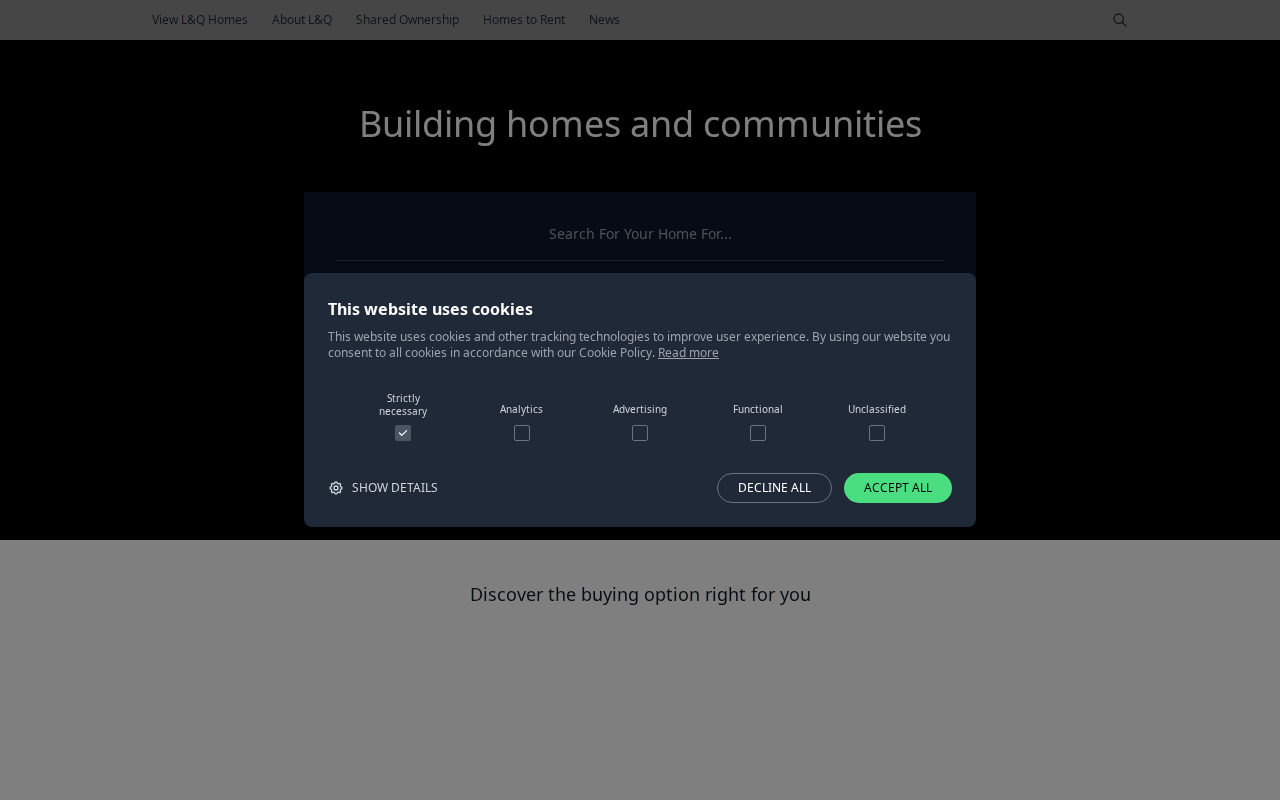 View L&Q Homes About L&Q Shared Ownership Homes to Rent News
Building homes and communities
Search For Your Home For...
This website uses cookies
This website uses cookies and other tracking technologies to improve user experience. By using our website you
consent to all cookies in accordance with our Cookie Policy. Read more
Strictly
necessary
Analytics
Advertising
Functional
Unclassified
SHOW DETAILS
DECLINE ALL
ACCEPT ALL
Discover the buying option right for you